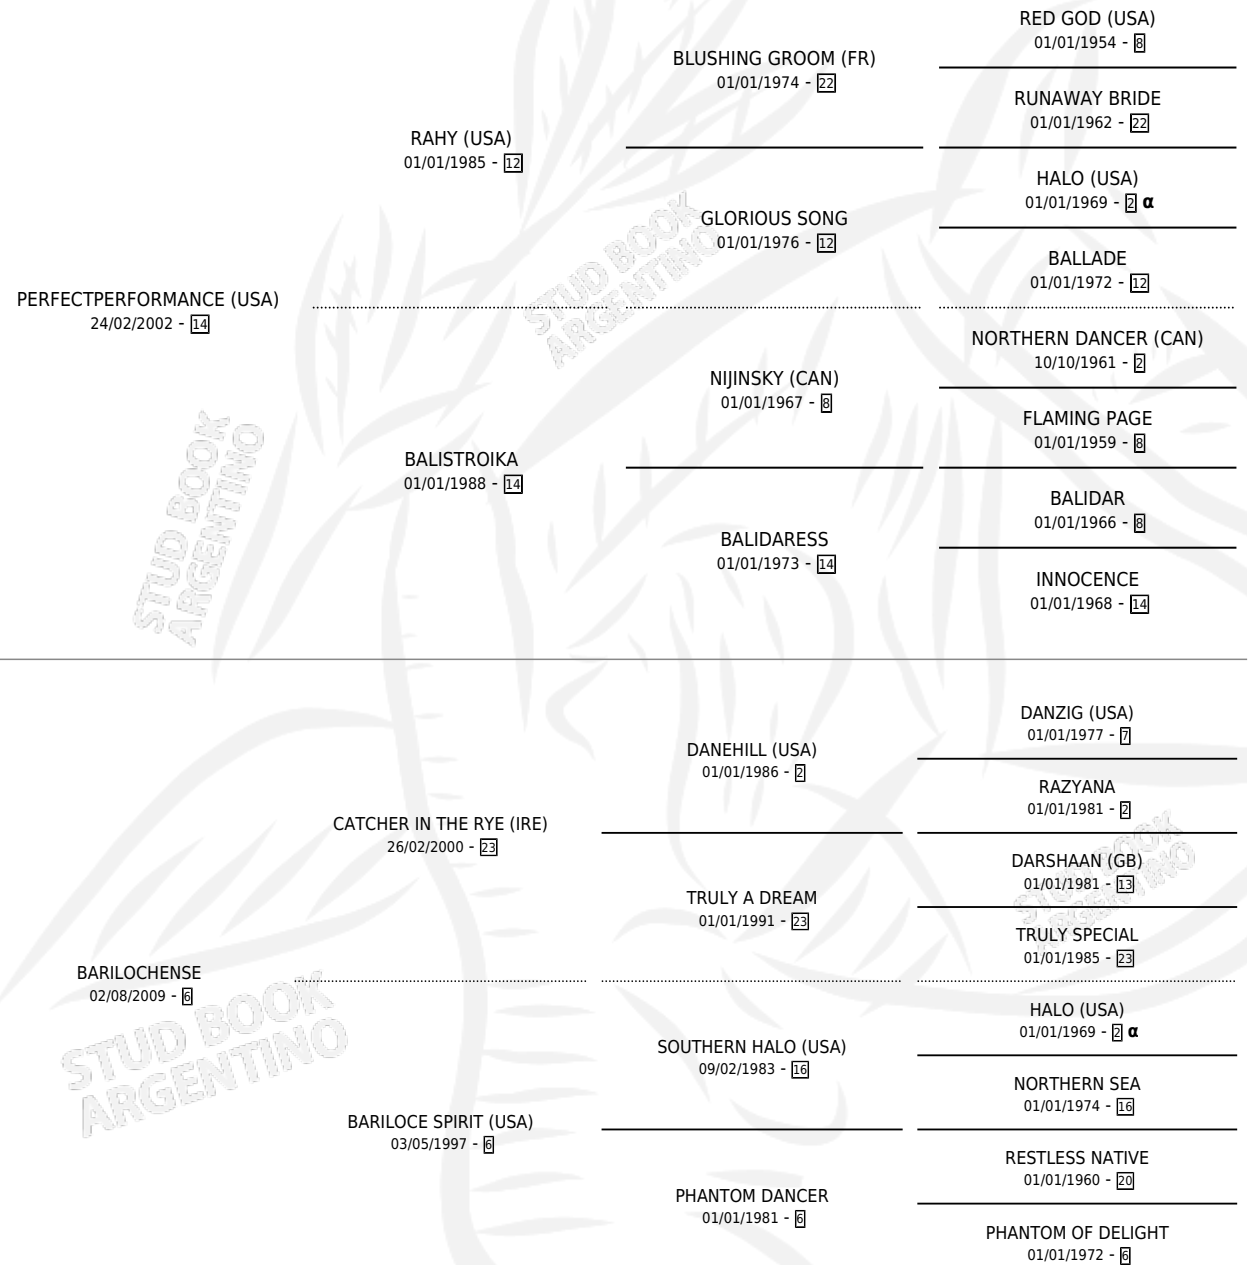 RED GOD (USA)
01/01/1954 - 8
BLUSHING GROOM (FR)
01/01/1974 - 22
RUNAWAY BRIDE
01/01/1962 - 22
RAHY (USA)
01/01/1985 - 12
HALO (USA)
01/01/1969 - 2 α
GLORIOUS SONG
01/01/1976 - 12
BALLADE
01/01/1972 - 12
PERFECTPERFORMANCE (USA)
24/02/2002 - 14
NORTHERN DANCER (CAN)
10/10/1961 - 2
NIJINSKY (CAN)
01/01/1967 - 8
FLAMING PAGE
01/01/1959 - 8
BALISTROIKA
01/01/1988 - 14
BALIDAR
01/01/1966 - 8
BALIDARESS
01/01/1973 - 14
INNOCENCE
01/01/1968 - 14
DANZIG (USA)
01/01/1977 - 7
DANEHILL (USA)
01/01/1986 - 2
RAZYANA
01/01/1981 - 2
CATCHER IN THE RYE (IRE)
26/02/2000 - 23
DARSHAAN (GB)
01/01/1981 - 13
TRULY A DREAM
01/01/1991 - 23
TRULY SPECIAL
01/01/1985 - 23
BARILOCHENSE
02/08/2009 - 6
HALO (USA)
01/01/1969 - 2 α
SOUTHERN HALO (USA)
09/02/1983 - 16
NORTHERN SEA
01/01/1974 - 16
BARILOCE SPIRIT (USA)
03/05/1997 - 6
RESTLESS NATIVE
01/01/1960 - 20
PHANTOM DANCER
01/01/1981 - 6
PHANTOM OF DELIGHT
01/01/1972 - 6
STUD BOOK
ARGENTINO
STUD BOOK
ARGENTINO
STUD BOOK
ARGENTINO
STUD BOOK
ARGENTINO